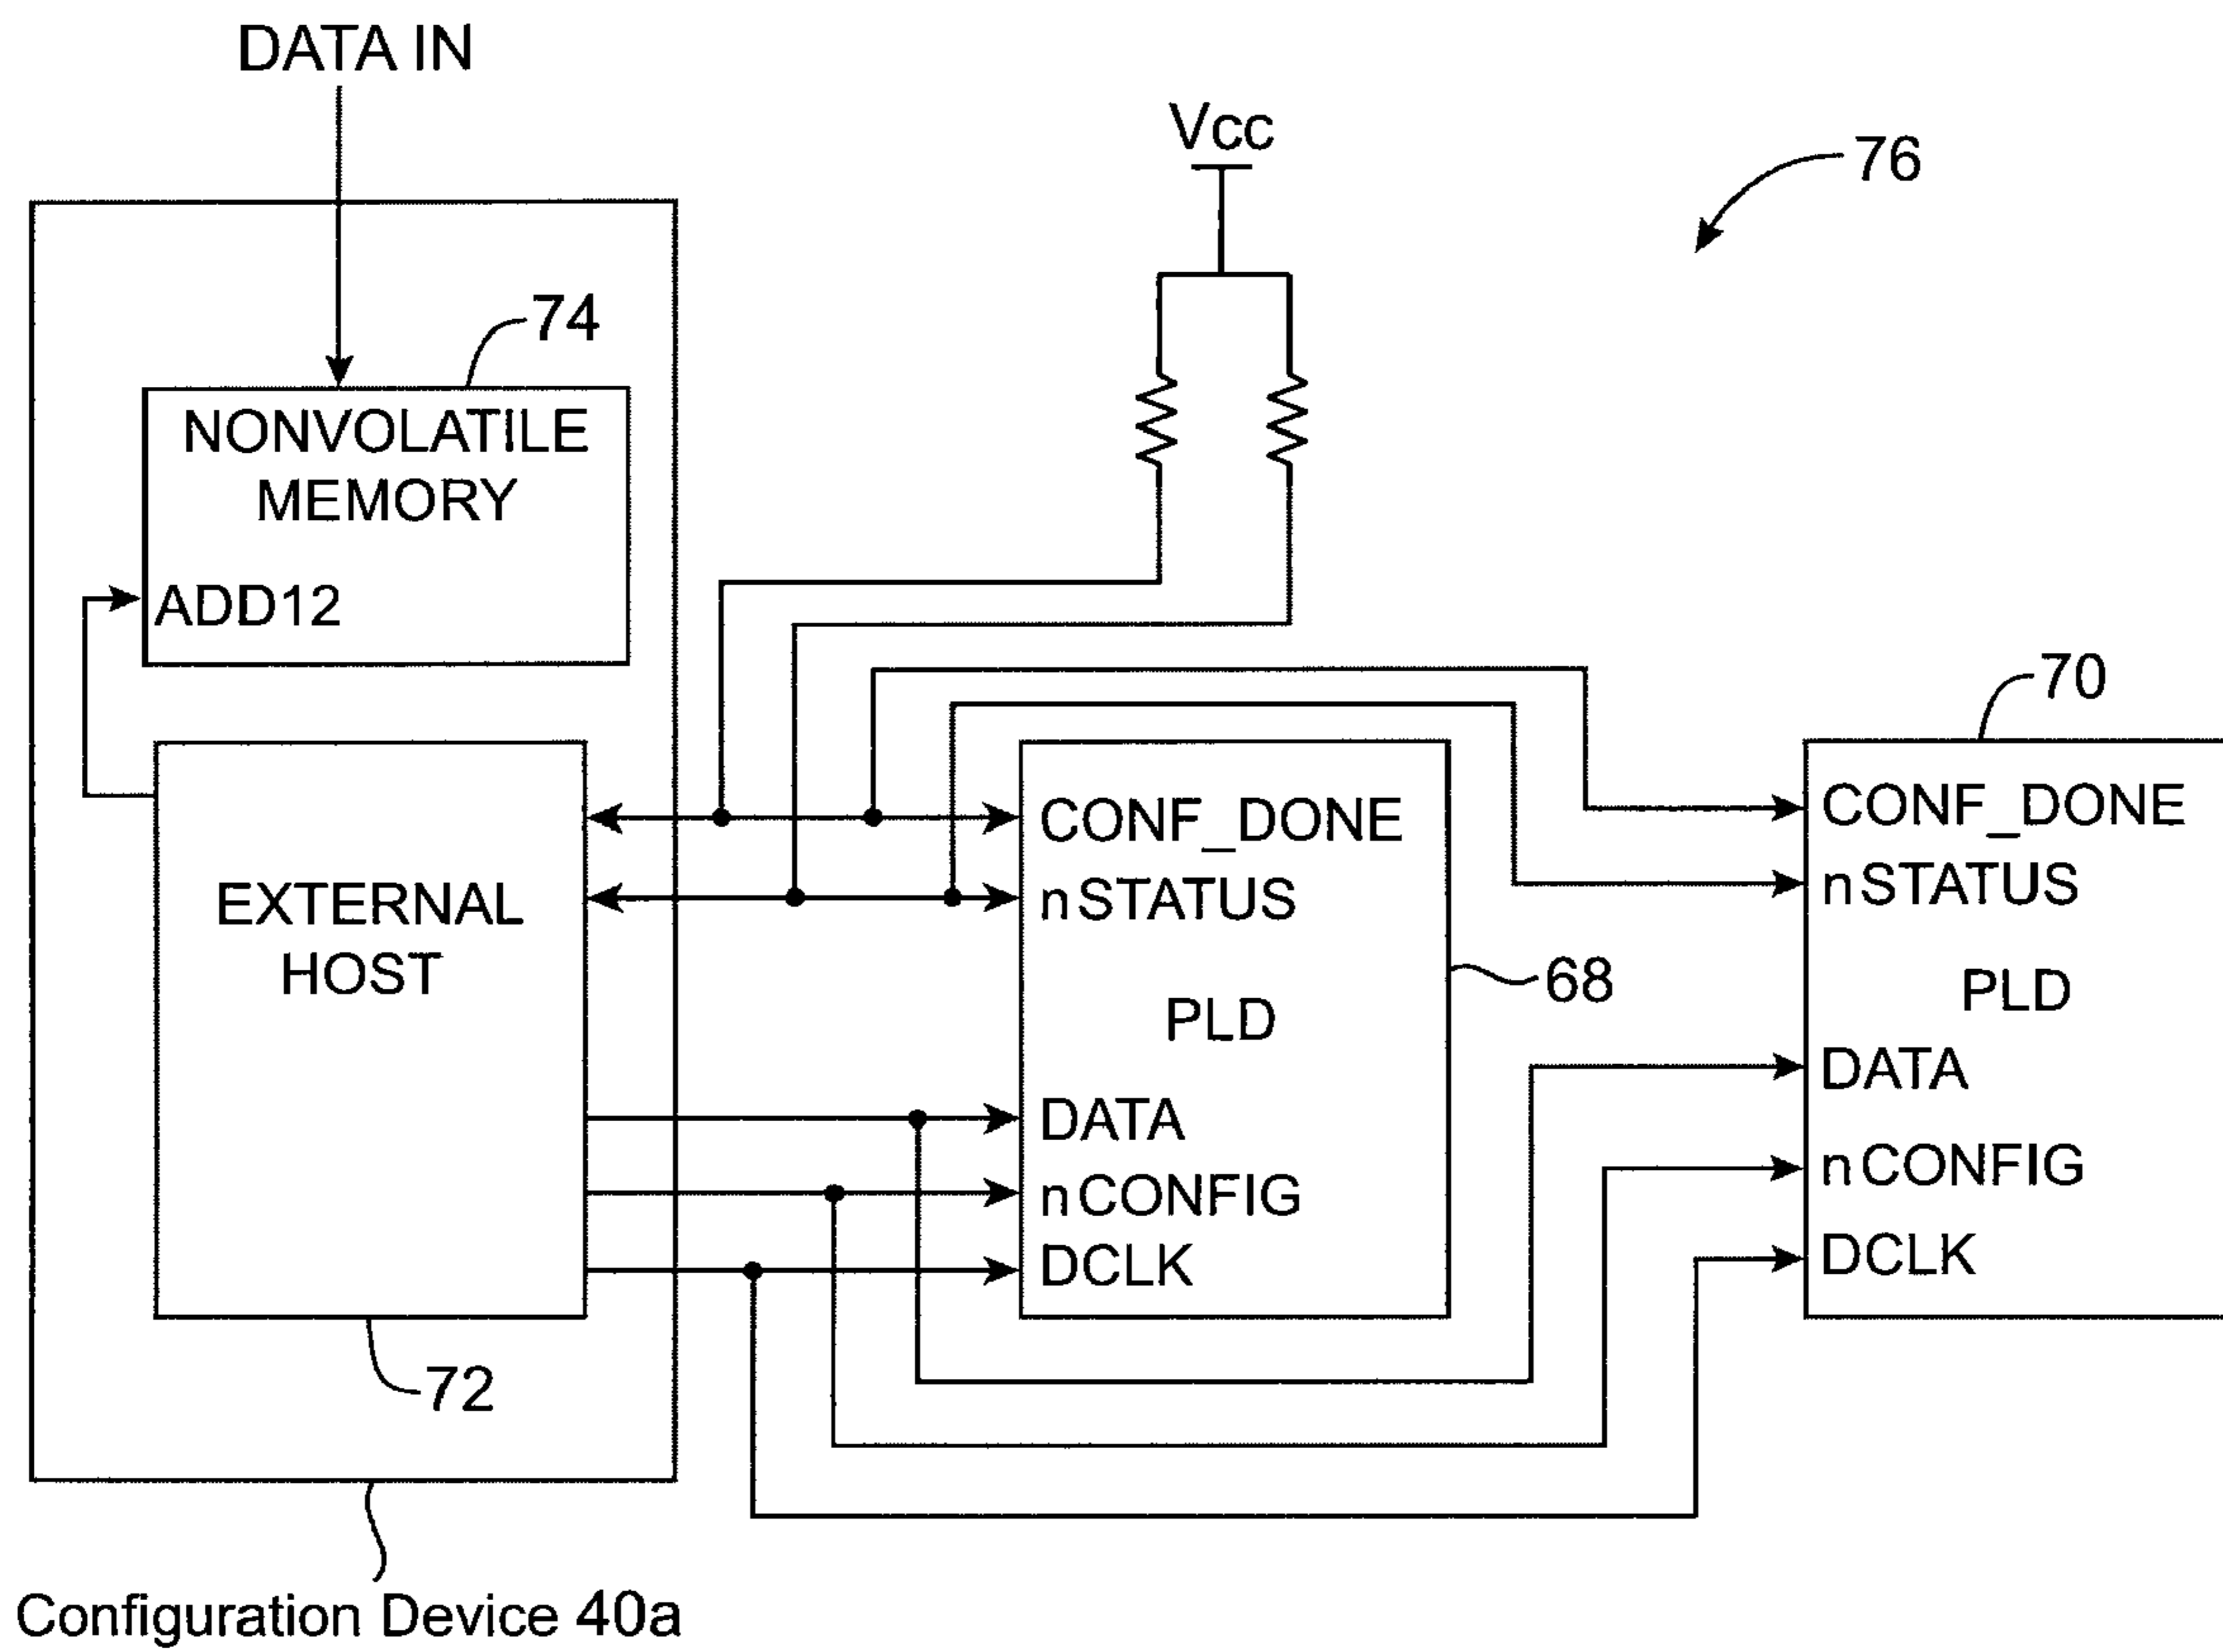 DATA IN
Vcc
76
74
NONVOLATILE
MEMORY
ADD12
70
EXTERNAL
HOST
72
CONF_DONE
nSTATUS
PLD
DATA
nCONFIG
DCLK
68
CONF_DONE
nSTATUS
PLD
DATA
nCONFIG
DCLK
Configuration Device 40a